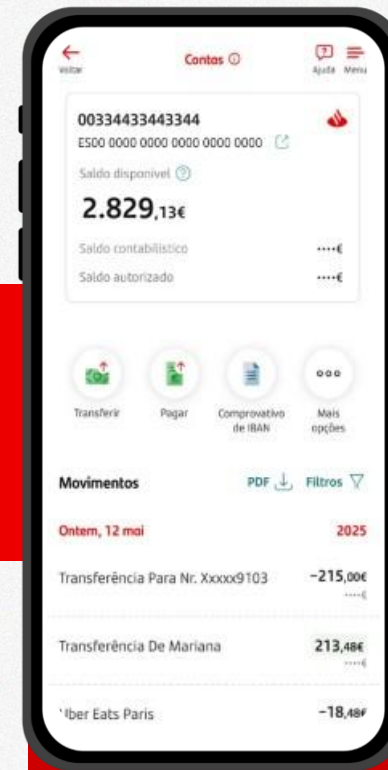 Voltar
Contas
Ajuda Menu
00334433443344
ES00 0000 0000 0000 0000 0000
Saldo disponível
2.829,13€
Saldo contabilístico ····€
Saldo autorizado ····€
Transferir Pagar Comprovativo de IBAN Mais opções
Movimentos PDF Filtros
Ontem, 12 mai 2025
Transferência Para Nr. Xxxxx9103 -215,00€
····€
Transferência De Mariana 213,48€
····€
Uber Eats Paris -18,48€